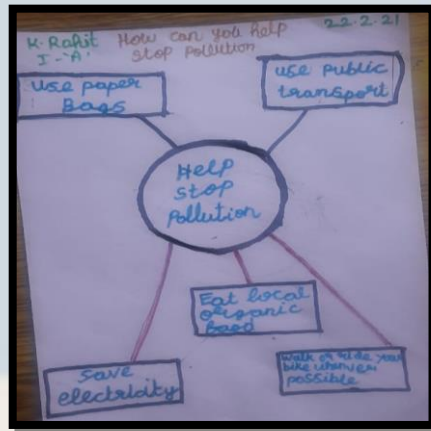 K. Rohit
I-'A'
How can you help
stop Pollution
22.2.21
use paper
Bags
use public
transport
Help
stop
Pollution
Eat local
organic
food
save
electricity
walk or ride your
bike whenever
possible